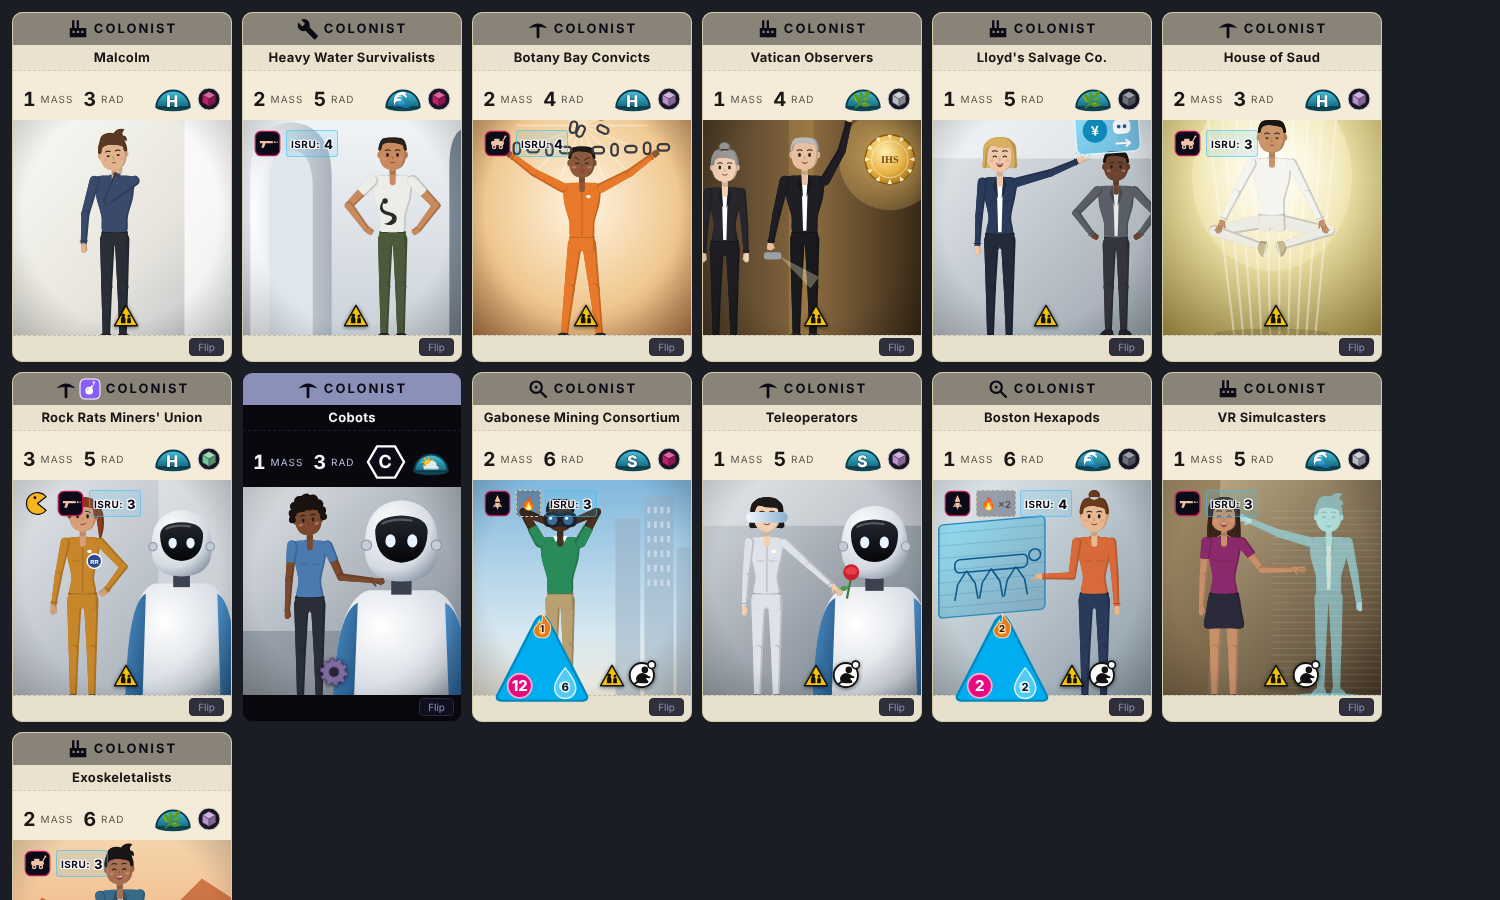 COLONIST
Malcolm
1 MASS 3 RAD H
Flip
COLONIST
Heavy Water Survivalists
2 MASS 5 RAD
ISRU: 4
Flip
COLONIST
Botany Bay Convicts
2 MASS 4 RAD H
ISRU: 4
Flip
COLONIST
Vatican Observers
1 MASS 4 RAD
IHS
Flip
COLONIST
Lloyd's Salvage Co.
1 MASS 5 RAD
¥
Flip
COLONIST
House of Saud
2 MASS 3 RAD H
ISRU: 3
Flip
COLONIST
Rock Rats Miners' Union
3 MASS 5 RAD H
ISRU: 3
RR
Flip
COLONIST
Cobots
1 MASS 3 RAD C
Flip
COLONIST
Gabonese Mining Consortium
2 MASS 6 RAD S
ISRU: 3
1
12 6
Flip
COLONIST
Teleoperators
1 MASS 5 RAD S
Flip
COLONIST
Boston Hexapods
1 MASS 6 RAD
×2 ISRU: 4
2
2 2
Flip
COLONIST
VR Simulcasters
1 MASS 5 RAD
ISRU: 3
Flip
COLONIST
Exoskeletalists
2 MASS 6 RAD
ISRU: 3